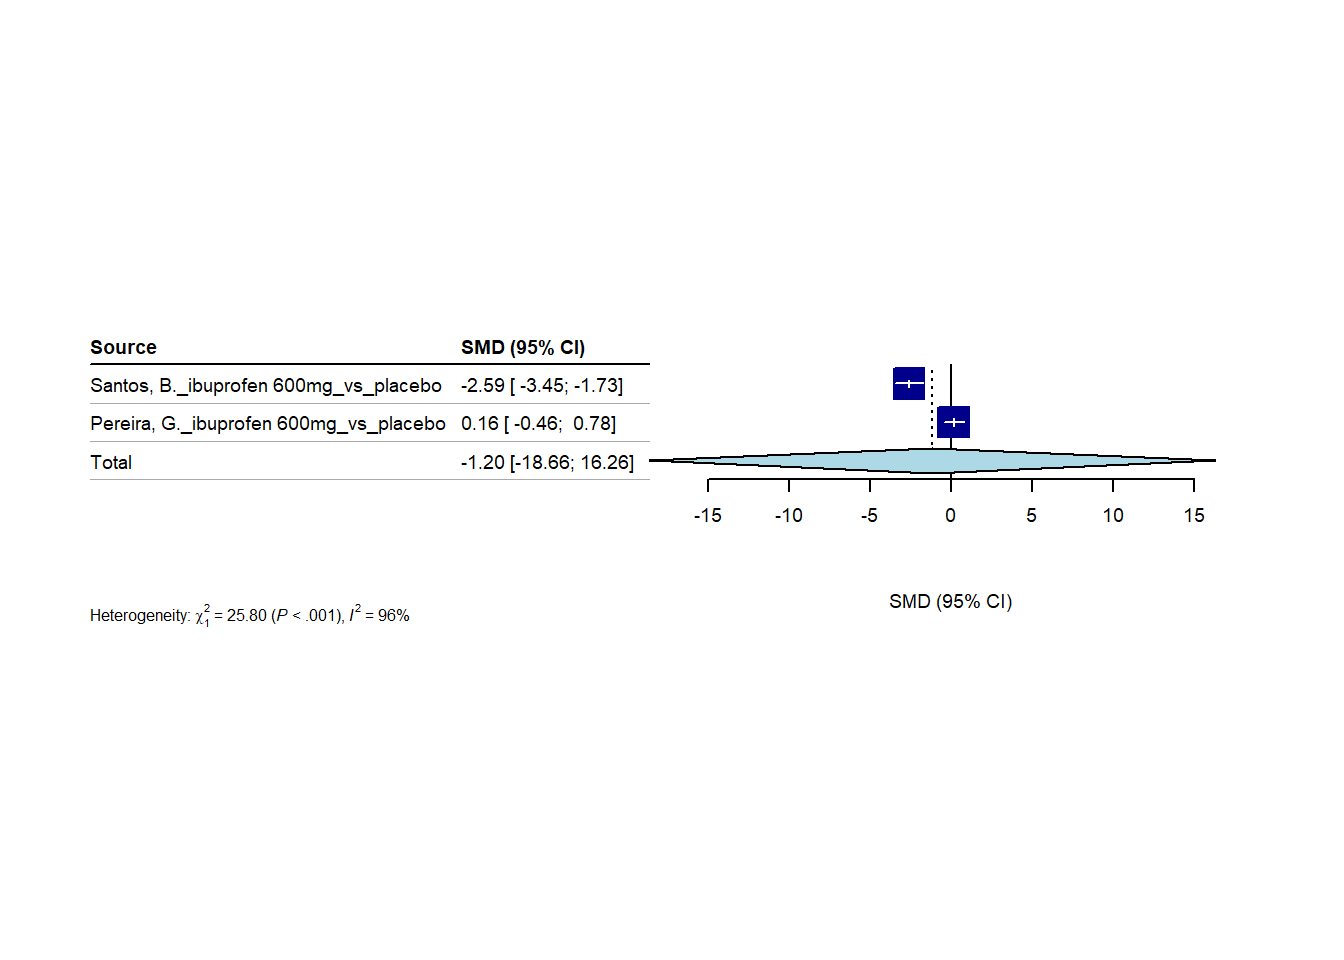 Source SMD (95% CI)
Santos, B._ibuprofen 600mg_vs_placebo -2.59 [ -3.45; -1.73]
Pereira, G._ibuprofen 600mg_vs_placebo 0.16 [ -0.46;  0.78]
Total -1.20 [-18.66; 16.26]
-15 -10 -5 0 5 10 15
SMD (95% CI)
Heterogeneity: χ²₁ = 25.80 (P < .001), I² = 96%